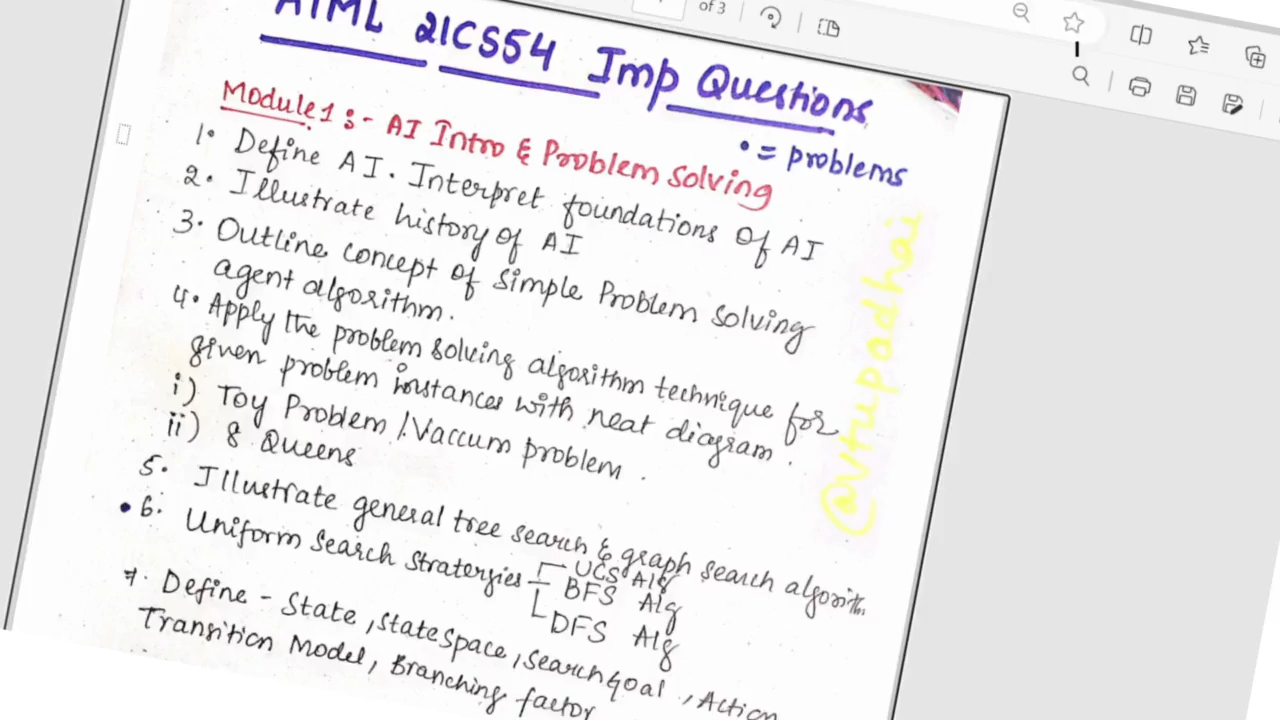 of 3
AIML 21CS54 Imp Questions
• = problems
Module 1 :- AI Intro & Problem Solving
1. Define AI. Interpret foundations of AI
2. Illustrate history of AI
3. Outline concept of Simple Problem solving
agent algorithm.
4. Apply the problem solving algorithm technique for
given problem instances with neat diagram.
i) Toy Problem / Vaccum problem.
ii) 8 Queens
5. Illustrate general tree search & graph search algorithm
• 6. Uniform Search Stratergies
UCS Alg
BFS Alg
DFS Alg
7. Define - State, State space, Search Goal, Action
Transition Model, Branching factor
@vtupadhai